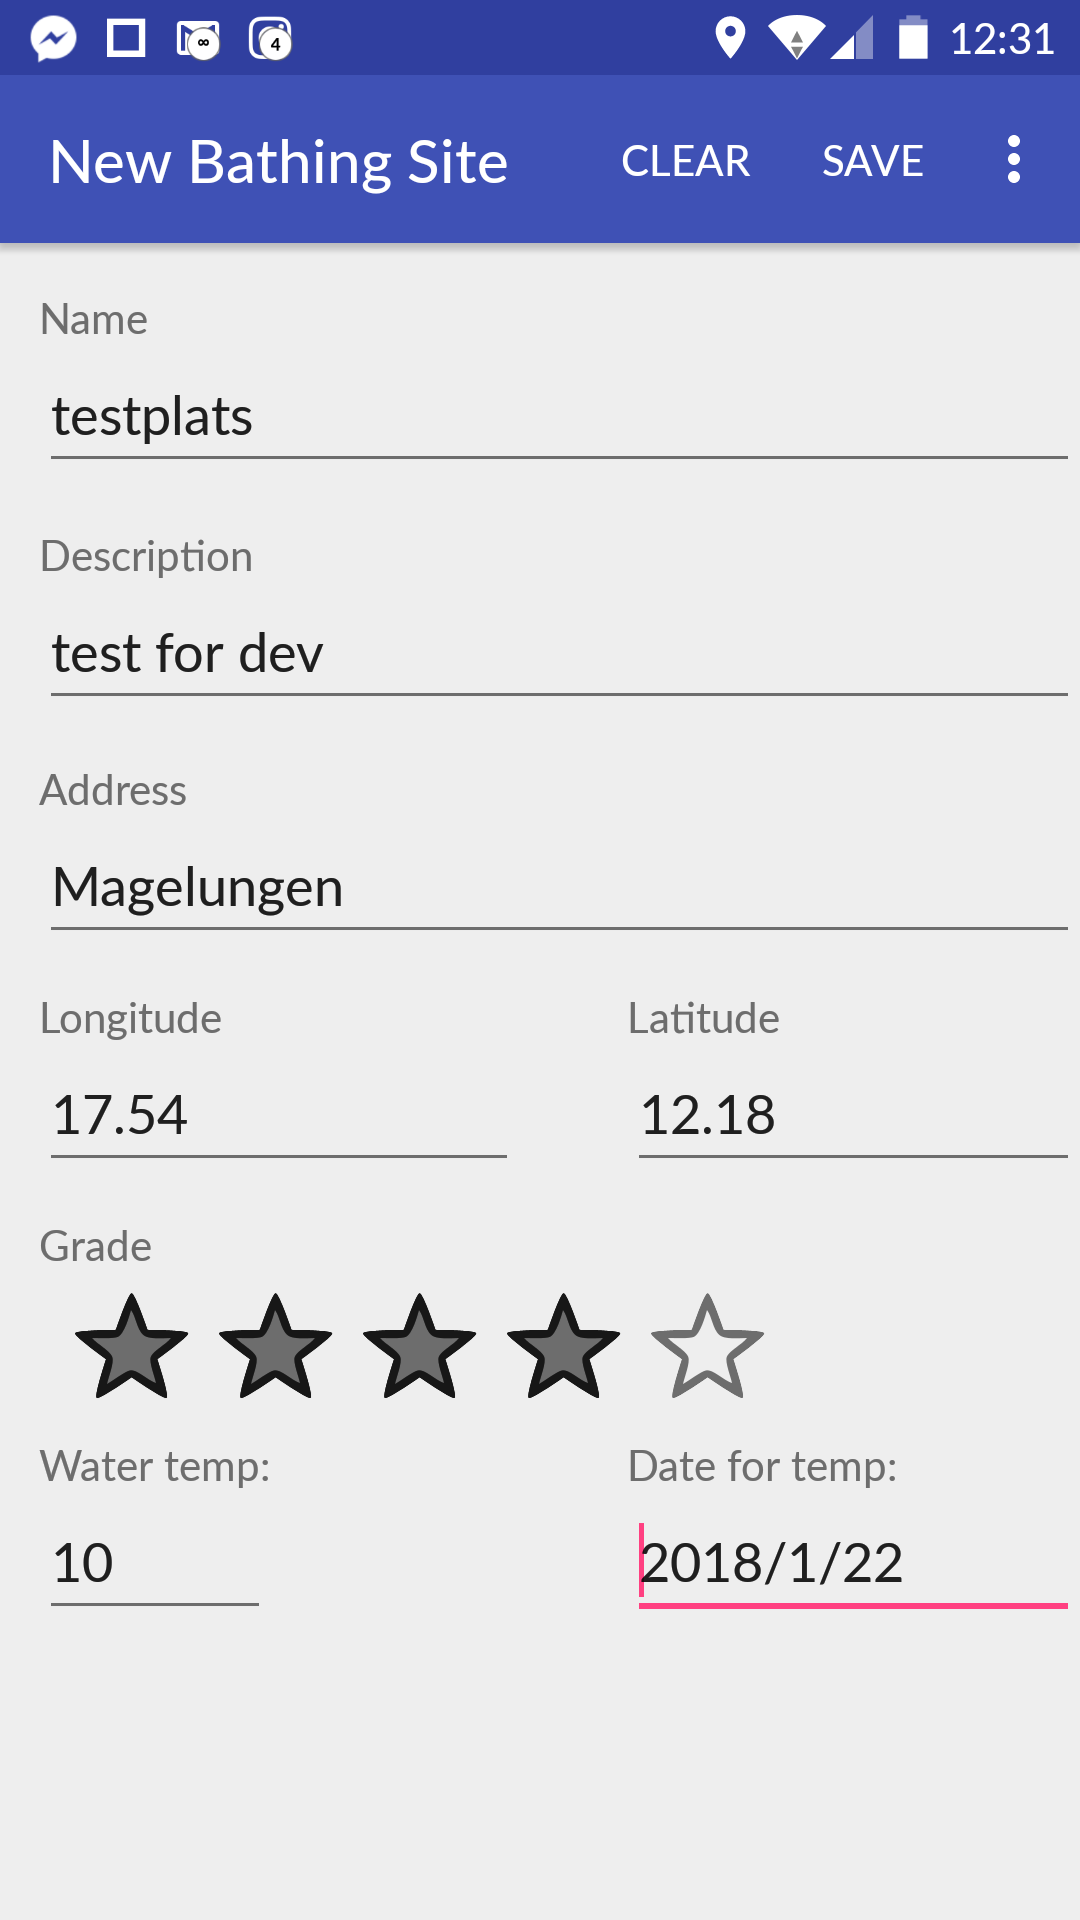 ∞ 4 12:31
New Bathing Site CLEAR SAVE
Name
testplats
Description
test for dev
Address
Magelungen
Longitude Latitude
17.54 12.18
Grade
Water temp: Date for temp:
10 2018/1/22